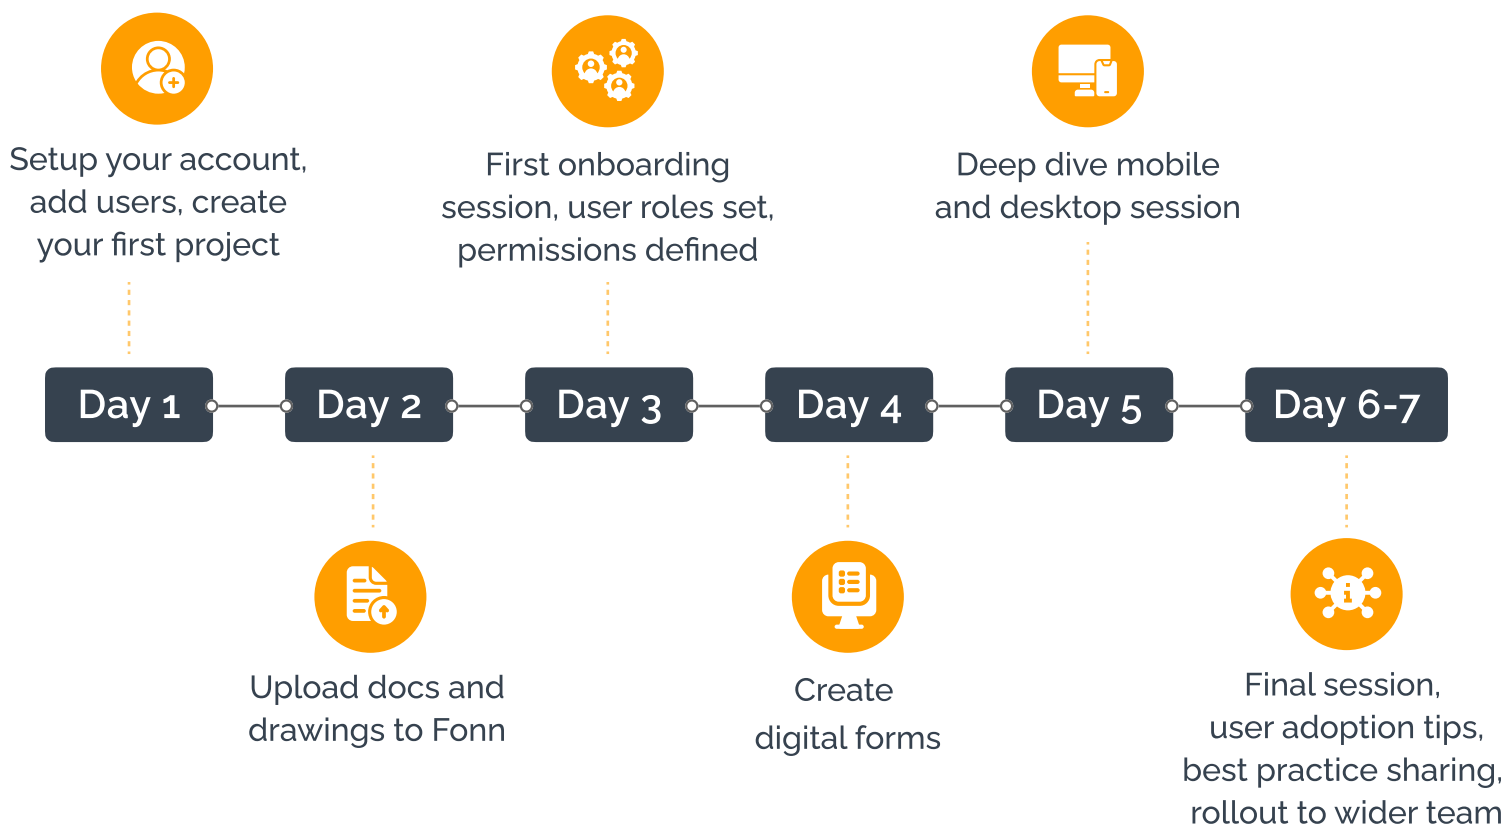 Setup your account,
add users, create
your first project
First onboarding
session, user roles set,
permissions defined
Deep dive mobile
and desktop session
Day 1
Day 2
Day 3
Day 4
Day 5
Day 6-7
Upload docs and
drawings to Fonn
Create
digital forms
Final session,
user adoption tips,
best practice sharing,
rollout to wider team